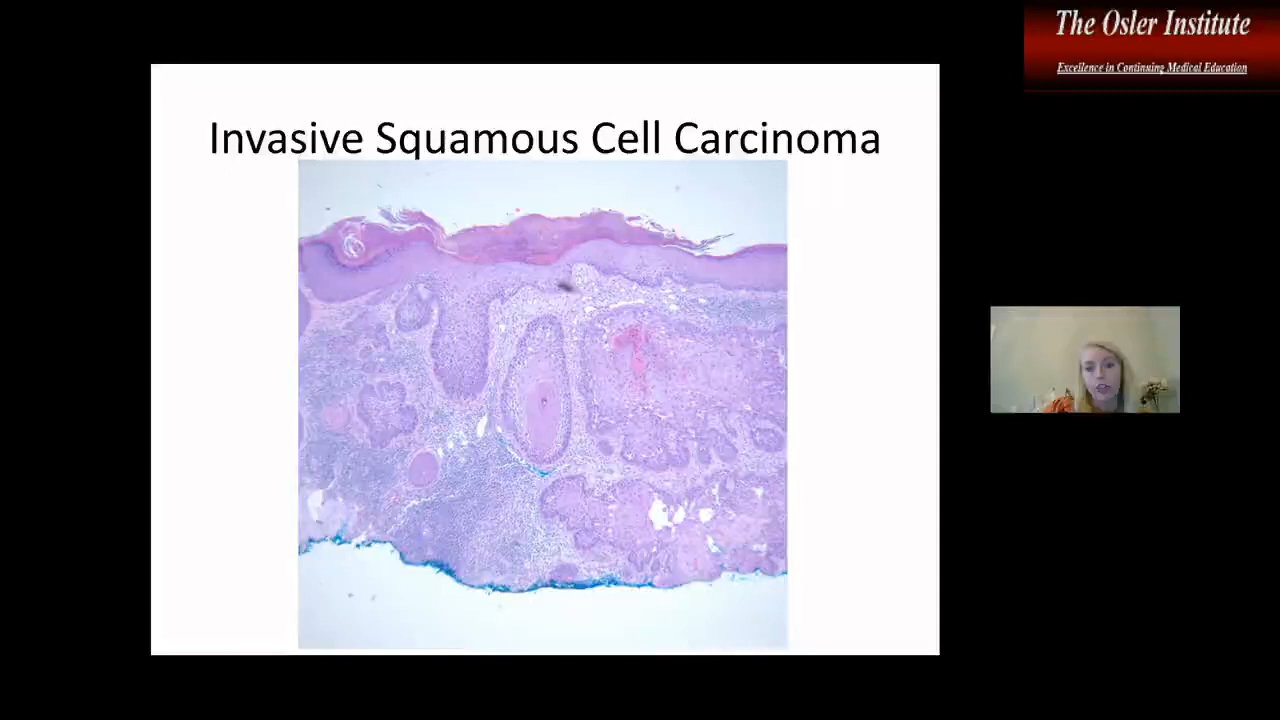 The Osler Institute
Excellence in Continuing Medical Education
Invasive Squamous Cell Carcinoma